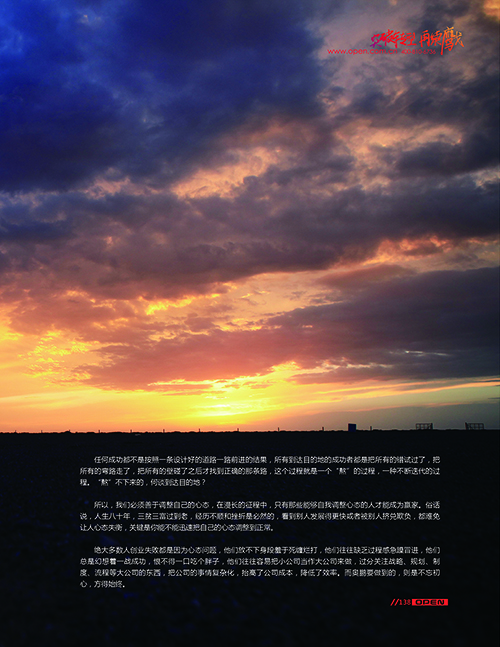 任何成功都不是按照一条设计好的道路一路前进的结果，所有到达目的地的成功者都是把所有的错试过了，把
所有的弯路走了，把所有的壁碰了之后才找到正确的那条路，这个过程就是一个“熬”的过程，一种不断迭代的过
程。“熬”不下来的，何谈到达目的地？
所以，我们必须善于调整自己的心态，在漫长的征程中，只有那些能够自我调整心态的人才能成为赢家。俗话
说，人生八十年，三贫三富过到老，经历不顺和挫折是必然的，看到别人发展得更快或者被别人挤兑欺负，都难免
让人心态失衡，关键是你能不能迅速把自己的心态调整到正常。
绝大多数人创业失败都是因为心态问题，他们放不下身段羞于死缠烂打，他们往往缺乏过程感急躁冒进，他们
总是幻想着一战成功，恨不得一口吃个胖子，他们往往容易把小公司当作大公司来做，过分关注战略、规划、制
度、流程等大公司的东西，把公司的事情复杂化，抬高了公司成本，降低了效率。而奥鹏要做到的，则是不忘初
心，方得始终。
//138 OPEN